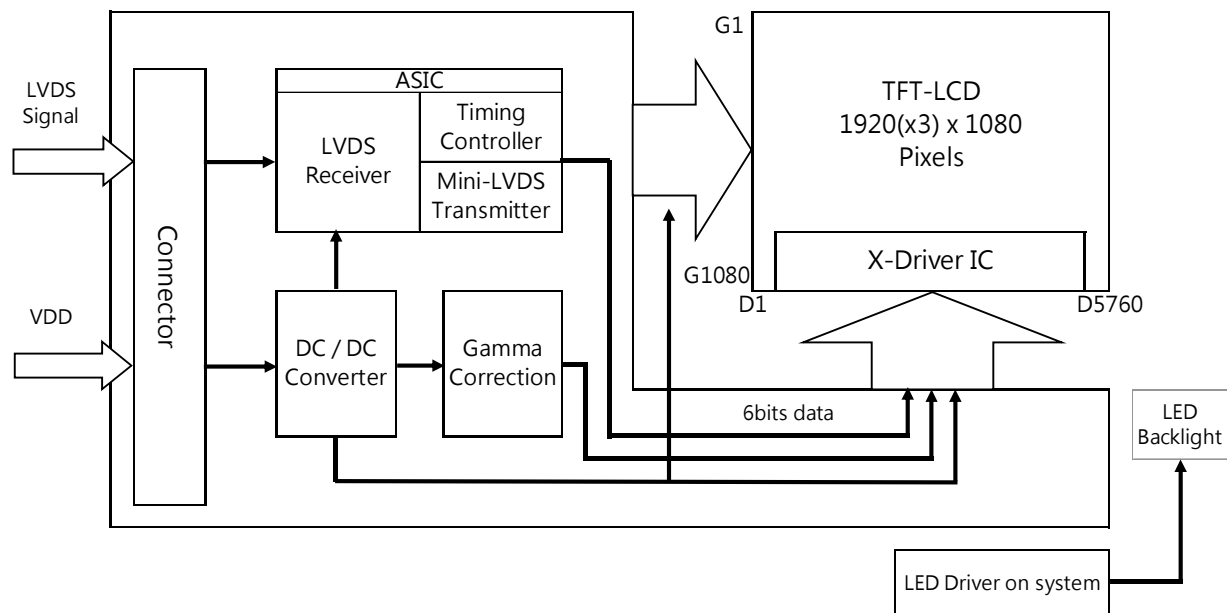 LVDS
Signal
VDD
Connector
ASIC
LVDS
Receiver
Timing
Controller
Mini-LVDS
Transmitter
DC / DC
Converter
Gamma
Correction
6bits data
G1
TFT-LCD
1920(x3) x 1080
Pixels
X-Driver IC
G1080
D1
D5760
LED
Backlight
LED Driver on system